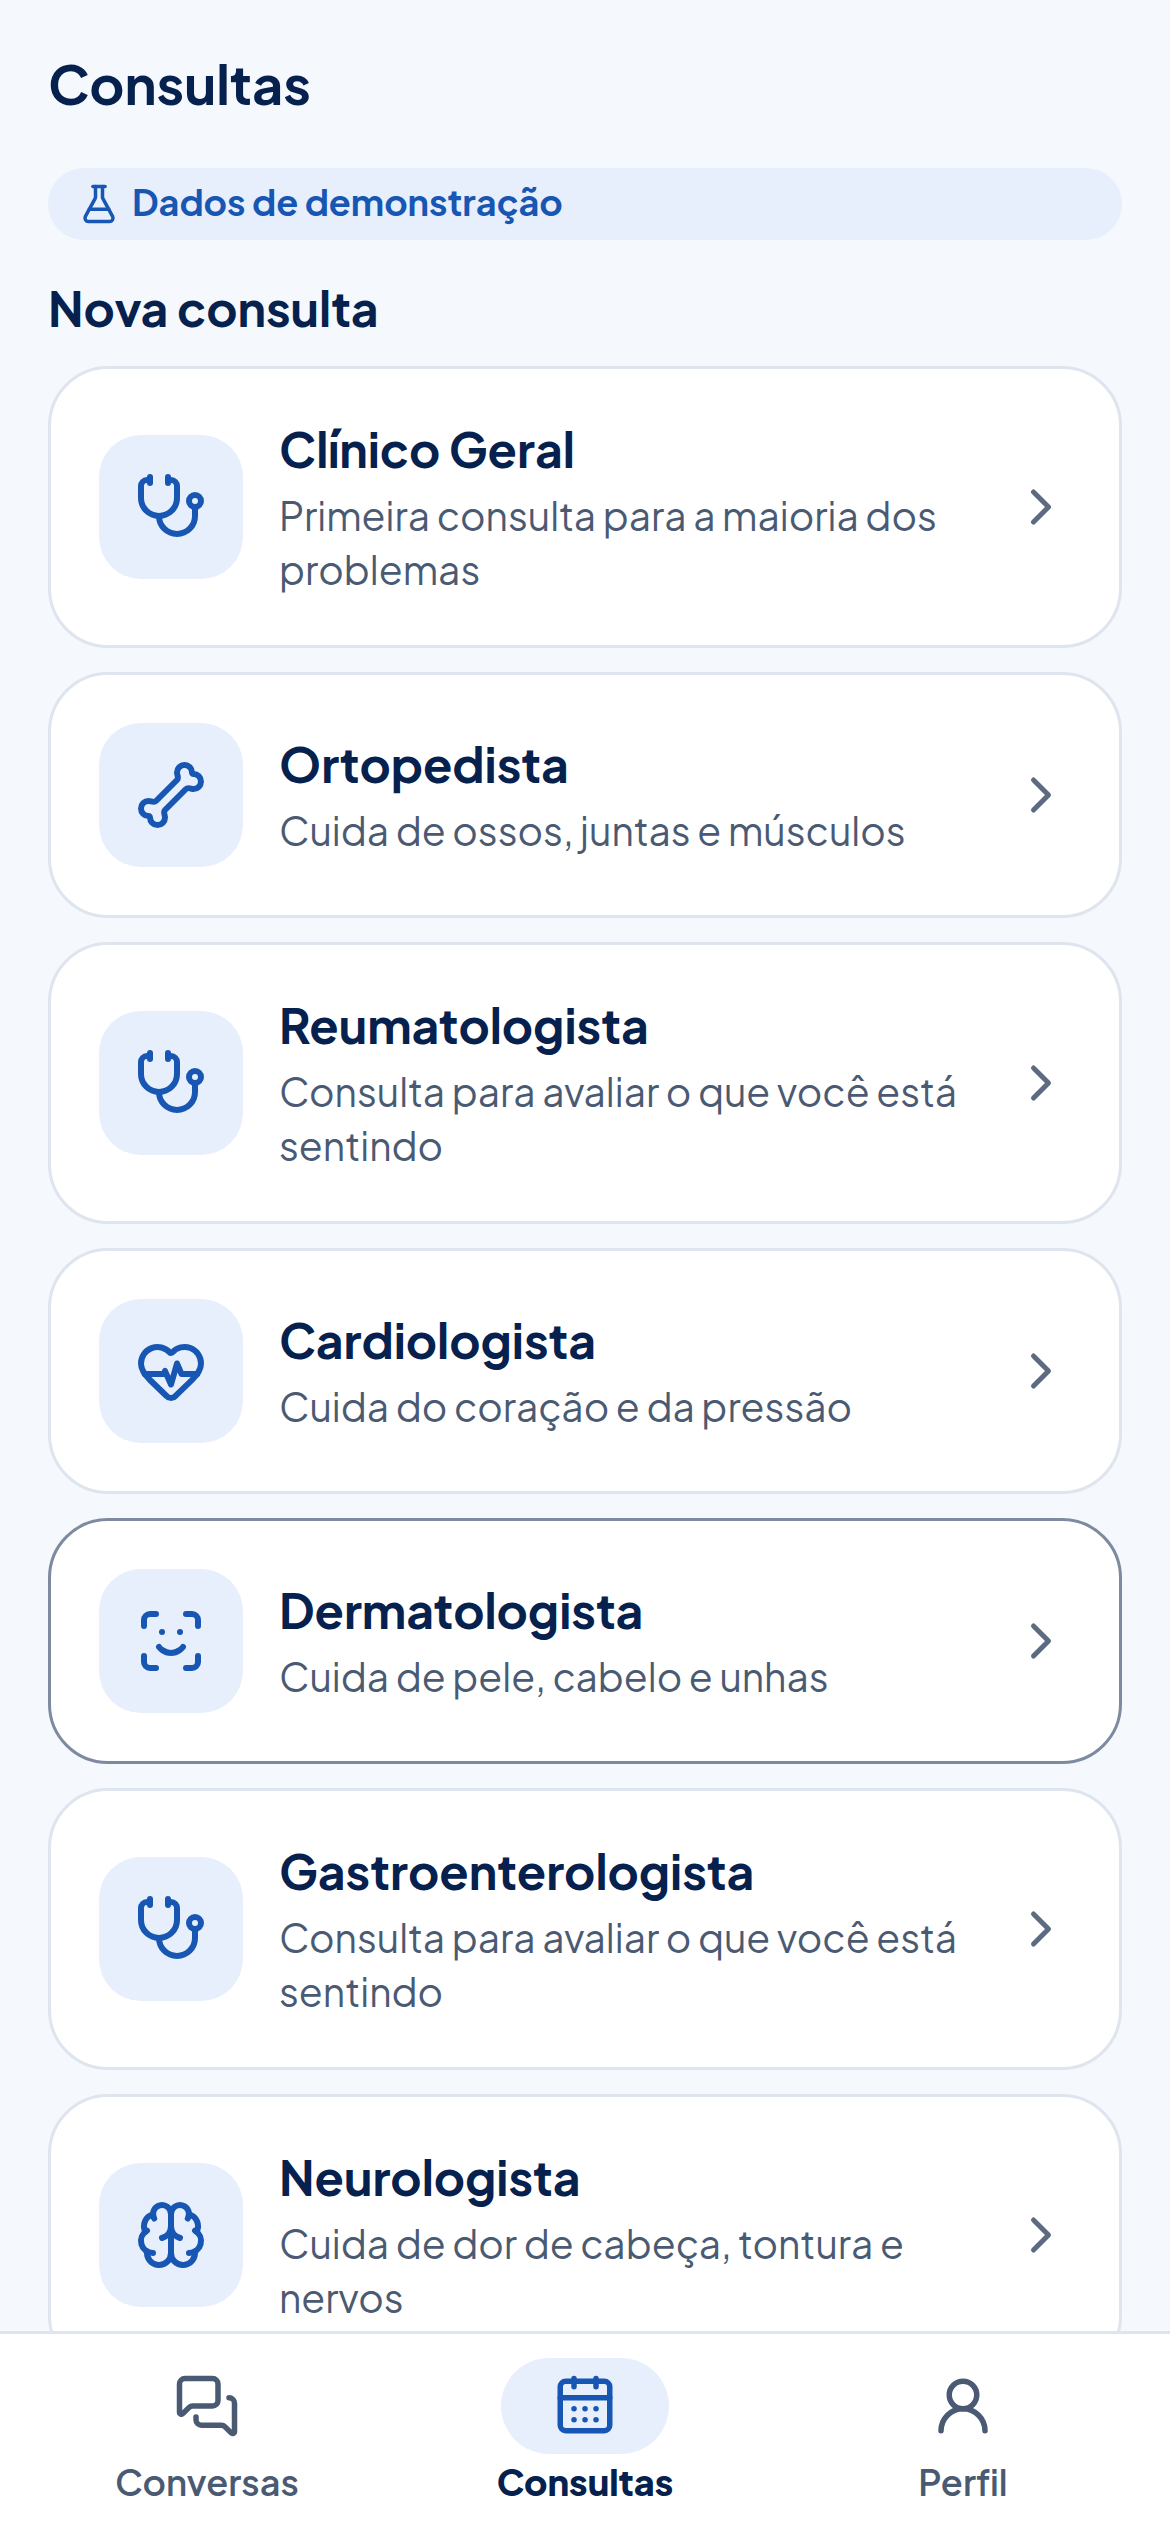 Consultas
Dados de demonstração
Nova consulta
Clínico Geral
Primeira consulta para a maioria dos
problemas
Ortopedista
Cuida de ossos, juntas e músculos
Reumatologista
Consulta para avaliar o que você está
sentindo
Cardiologista
Cuida do coração e da pressão
Dermatologista
Cuida de pele, cabelo e unhas
Gastroenterologista
Consulta para avaliar o que você está
sentindo
Neurologista
Cuida de dor de cabeça, tontura e
nervos
Conversas
Consultas
Perfil